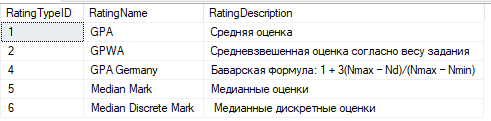 RatingTypeID RatingName RatingDescription
1 GPA Средняя оценка
2 GPWA Средневзвешенная оценка согласно весу задания
4 GPA Germany Баварская Формула: 1 + 3(Nmax − Nd)/(Nmax − Nmin)
5 Median Mark Медианные оценки
6 Median Discrete Mark Медианные дискретные оценки